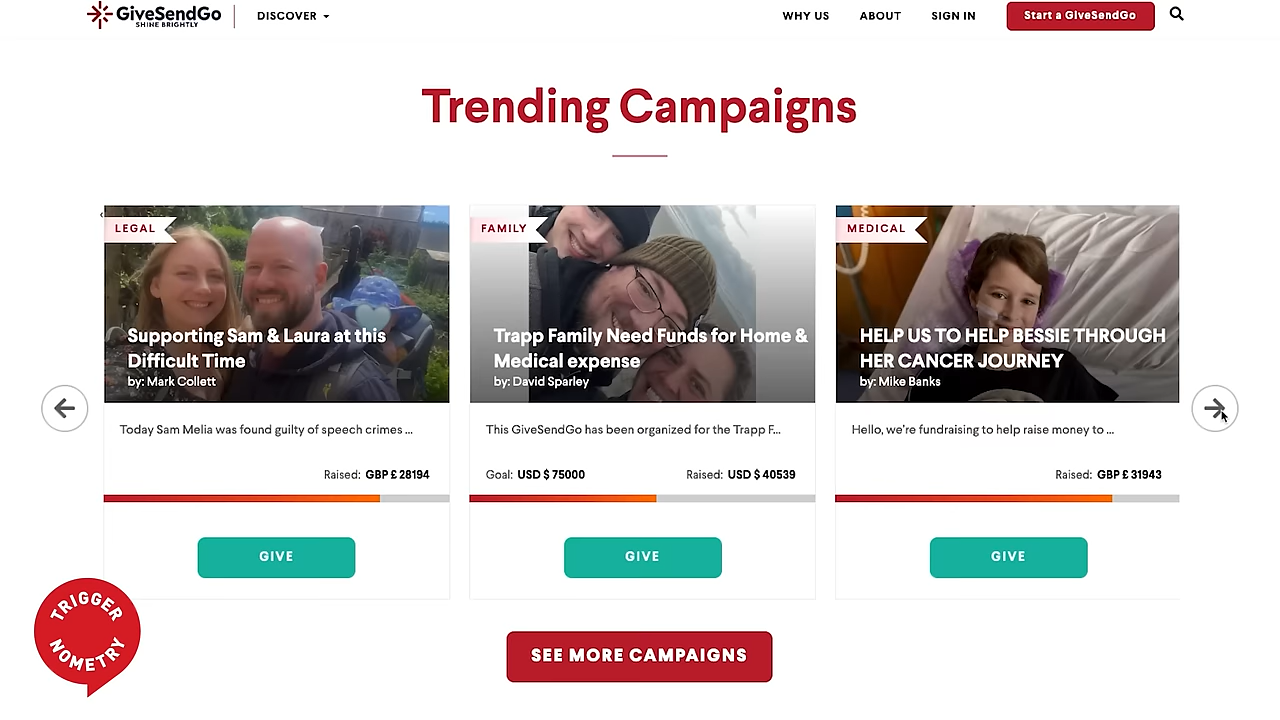 GiveSendGo
SHINE BRIGHTLY
DISCOVER
WHY US
ABOUT
SIGN IN
Start a GiveSendGo
Trending Campaigns
LEGAL
Supporting Sam & Laura at this
Difficult Time
by: Mark Collett
Today Sam Melia was found guilty of speech crimes ...
Raised: GBP £ 28194
GIVE
FAMILY
Trapp Family Need Funds for Home &
Medical expense
by: David Sparley
This GiveSendGo has been organized for the Trapp F...
Goal: USD $ 75000
Raised: USD $ 40539
GIVE
MEDICAL
HELP US TO HELP BESSIE THROUGH
HER CANCER JOURNEY
by: Mike Banks
Hello, we're fundraising to help raise money to ...
Raised: GBP £ 31943
GIVE
TRIGGER
NOMETRY
SEE MORE CAMPAIGNS